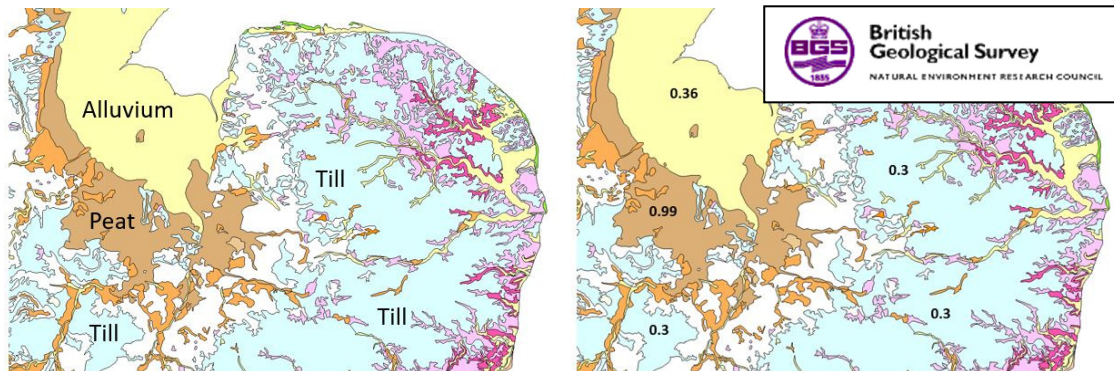 Alluvium
Till
Peat
Till
Till
BGS
1835
British
Geological Survey
NATURAL ENVIRONMENT RESEARCH COUNCIL
0.36
0.3
0.99
0.3
0.3